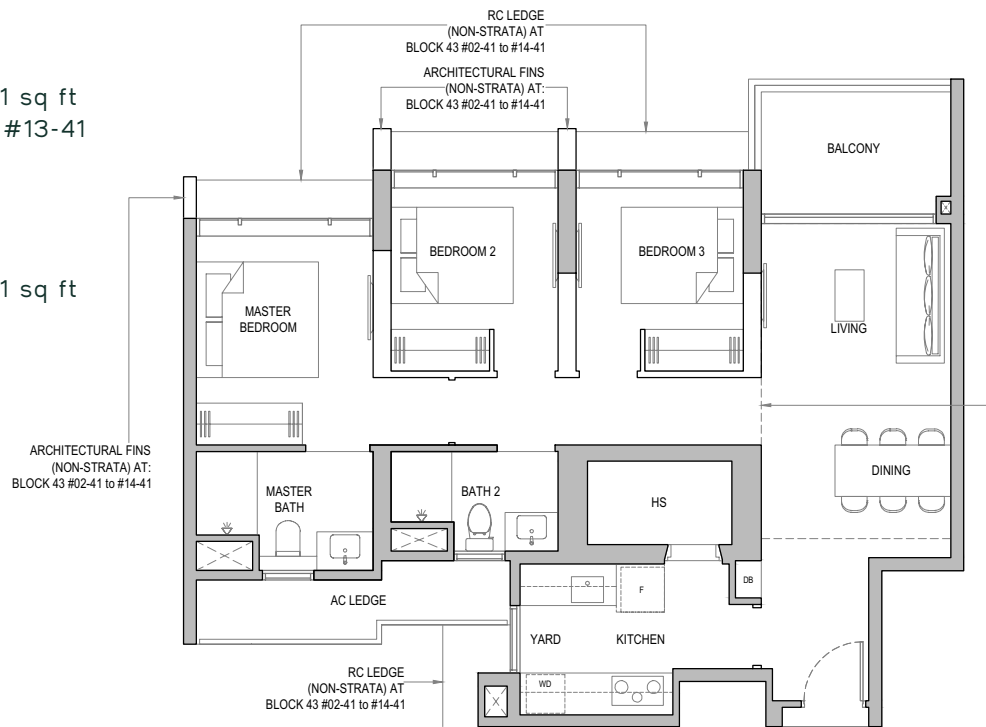 RC LEDGE
(NON-STRATA) AT
BLOCK 43 #02-41 to #14-41
ARCHITECTURAL FINS
(NON-STRATA) AT:
BLOCK 43 #02-41 to #14-41
1 sq ft
#13-41
BALCONY
BEDROOM 2
BEDROOM 3
1 sq ft
MASTER
BEDROOM
LIVING
ARCHITECTURAL FINS
(NON-STRATA) AT:
BLOCK 43 #02-41 to #14-41
DINING
MASTER
BATH
BATH 2
HS
DB
F
AC LEDGE
YARD
KITCHEN
WD
RC LEDGE
(NON-STRATA) AT
BLOCK 43 #02-41 to #14-41